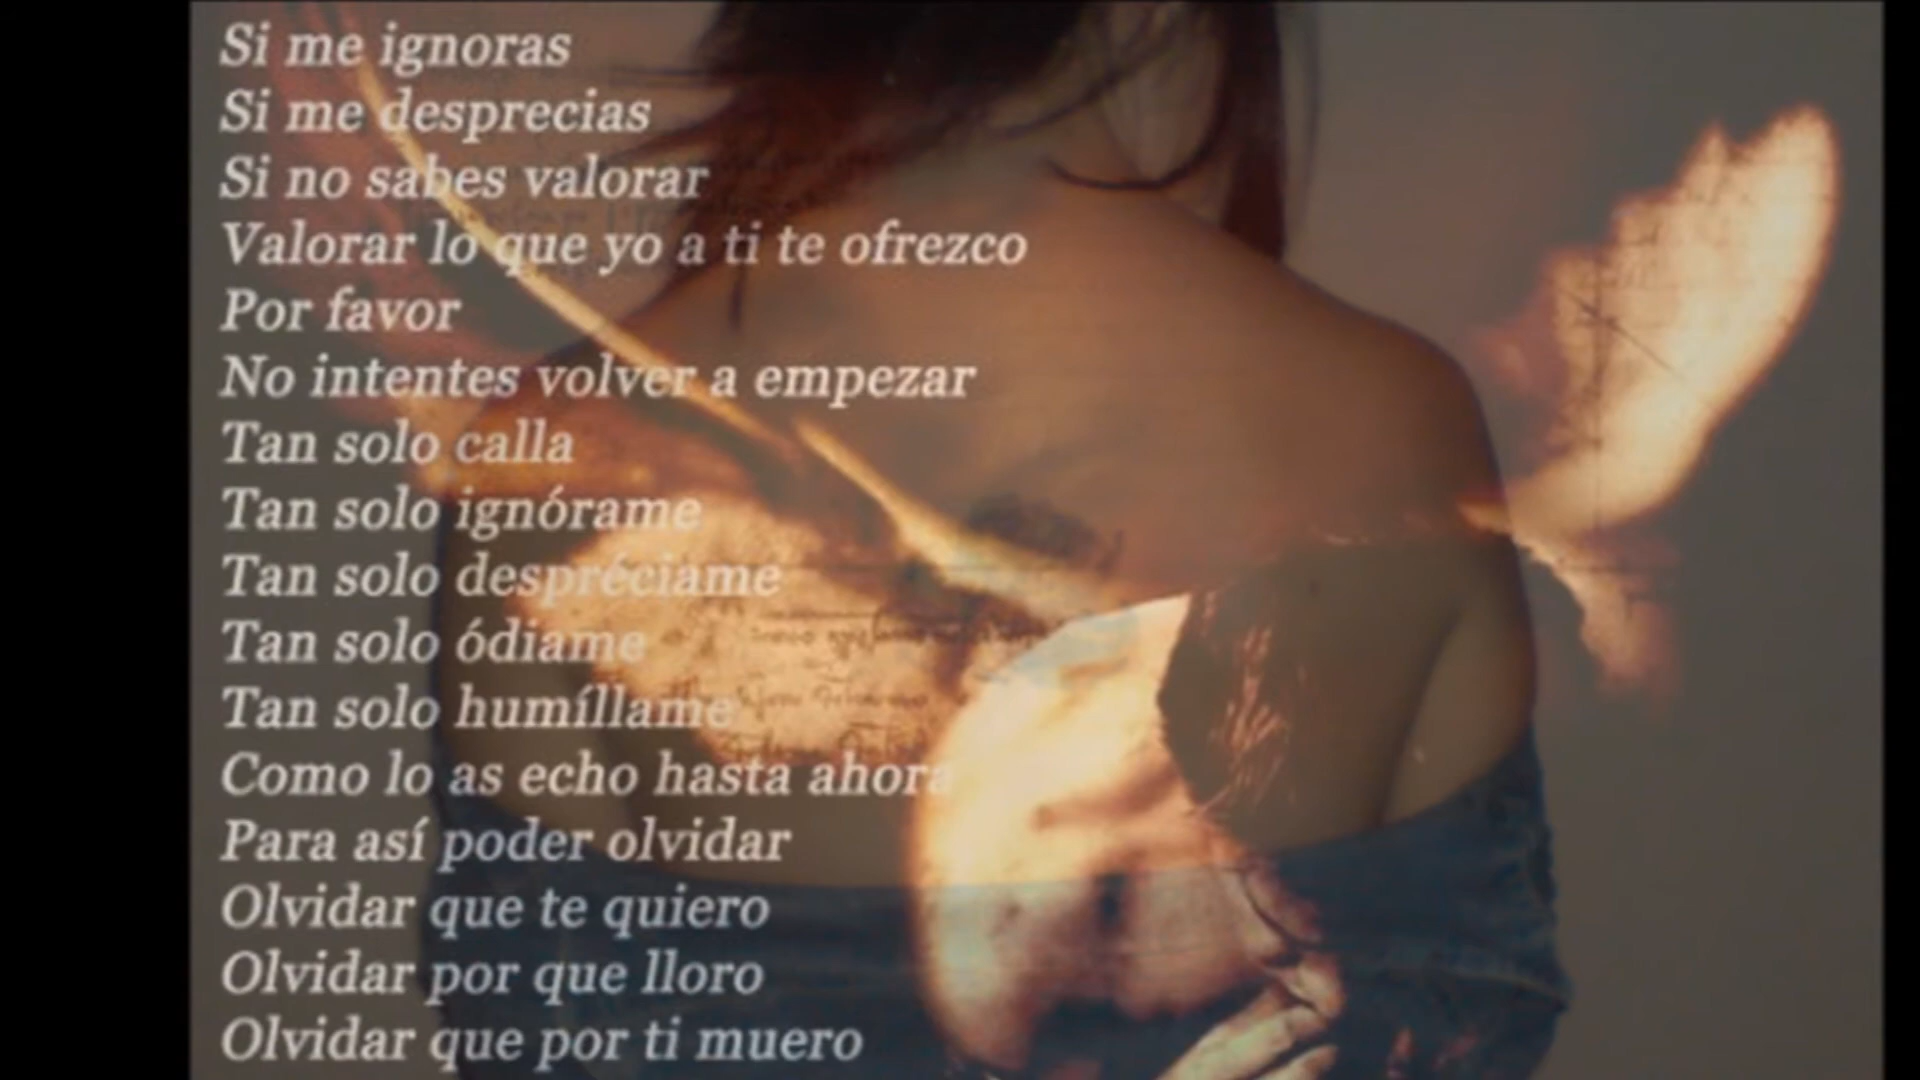 Si me ignoras
Si me desprecias
Si no sabes valorar
Valorar lo que yo a ti te ofrezco
Por favor
No intentes volver a empezar
Tan solo calla
Tan solo ignórame
Tan solo despréciame
Tan solo ódiame
Tan solo humíllame
Como lo as echo hasta ahora
Para así poder olvidar
Olvidar que te quiero
Olvidar por que lloro
Olvidar que por ti muero